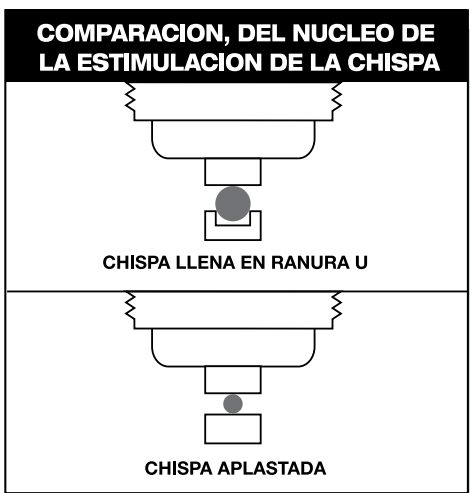 COMPARACION, DEL NUCLEO DE
LA ESTIMULACION DE LA CHISPA
CHISPA LLENA EN RANURA U
CHISPA APLASTADA